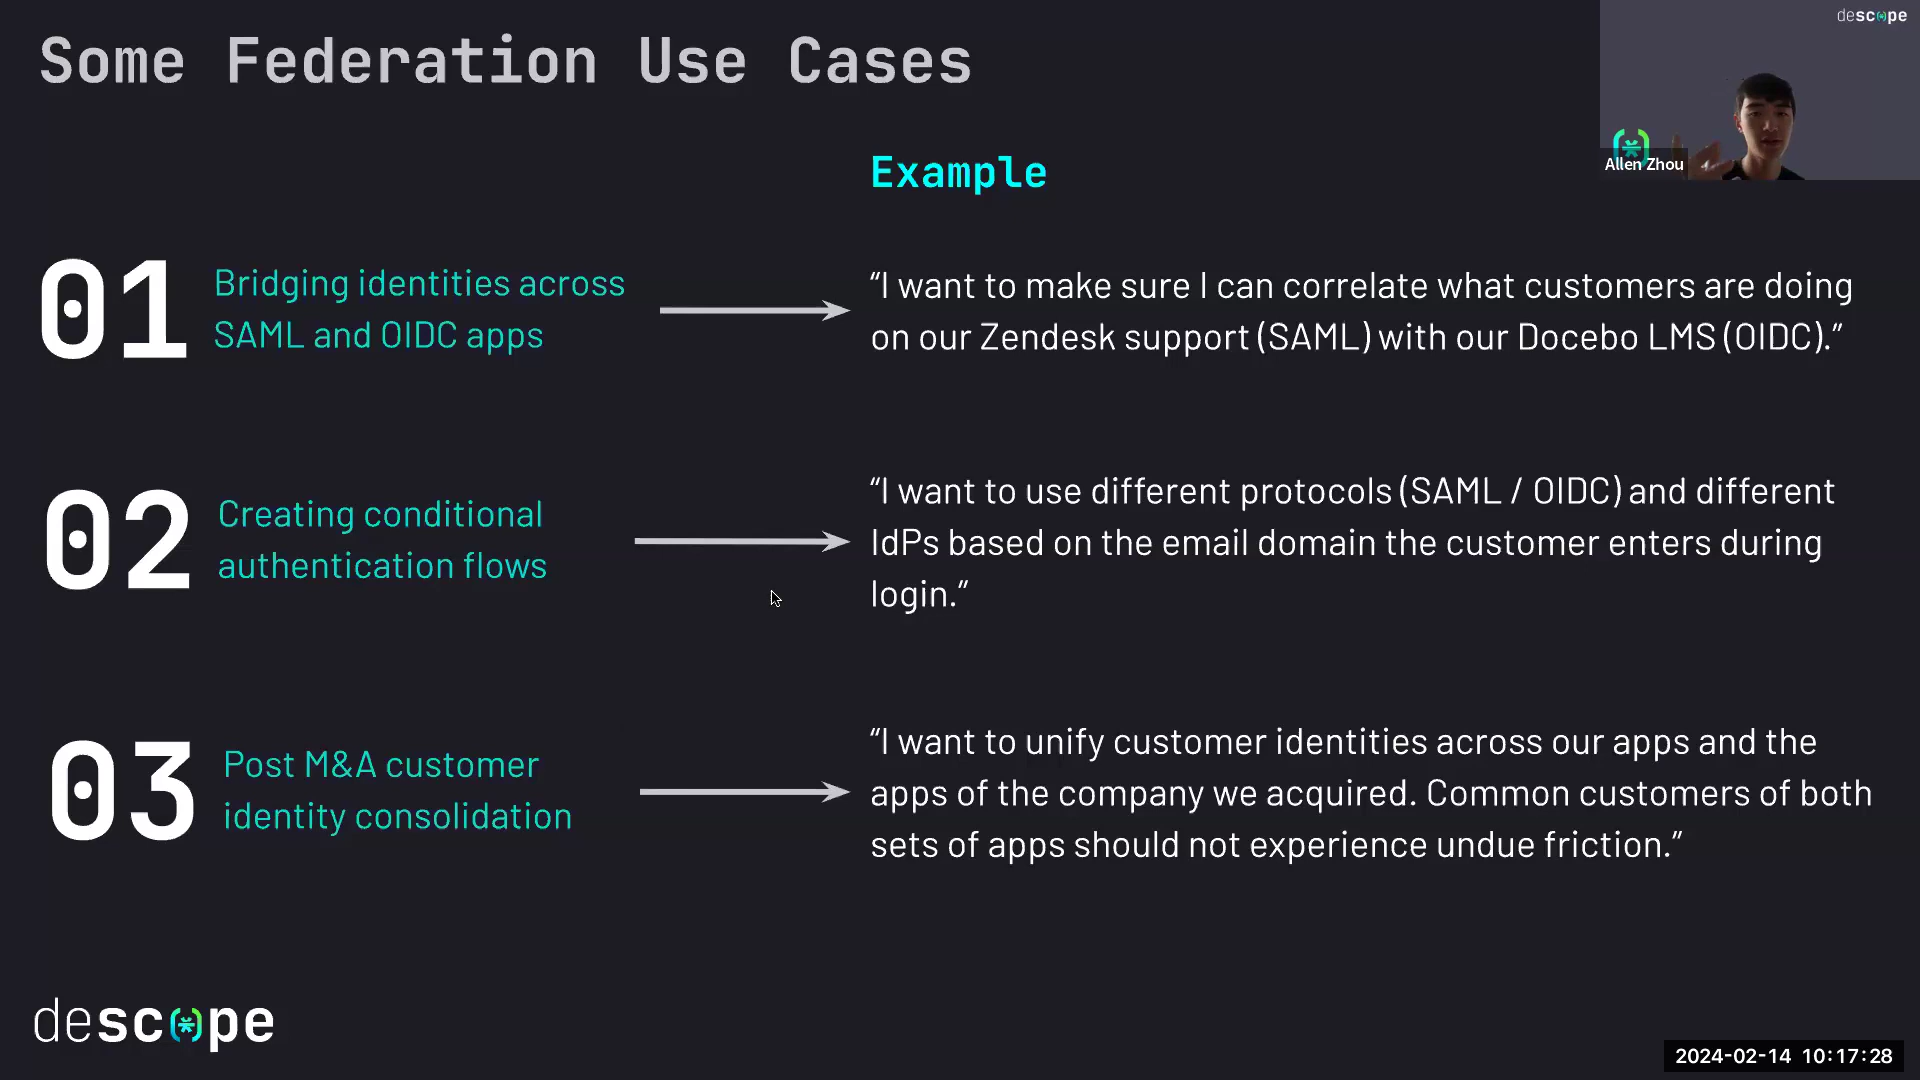 Some Federation Use Cases
descope
Allen Zhou
Example
01
Bridging identities across
SAML and OIDC apps
“I want to make sure I can correlate what customers are doing
on our Zendesk support (SAML) with our Docebo LMS (OIDC).”
02
Creating conditional
authentication flows
“I want to use different protocols (SAML / OIDC) and different
IdPs based on the email domain the customer enters during
login.”
03
Post M&A customer
identity consolidation
“I want to unify customer identities across our apps and the
apps of the company we acquired. Common customers of both
sets of apps should not experience undue friction.”
descope
2024-02-14 10:17:28